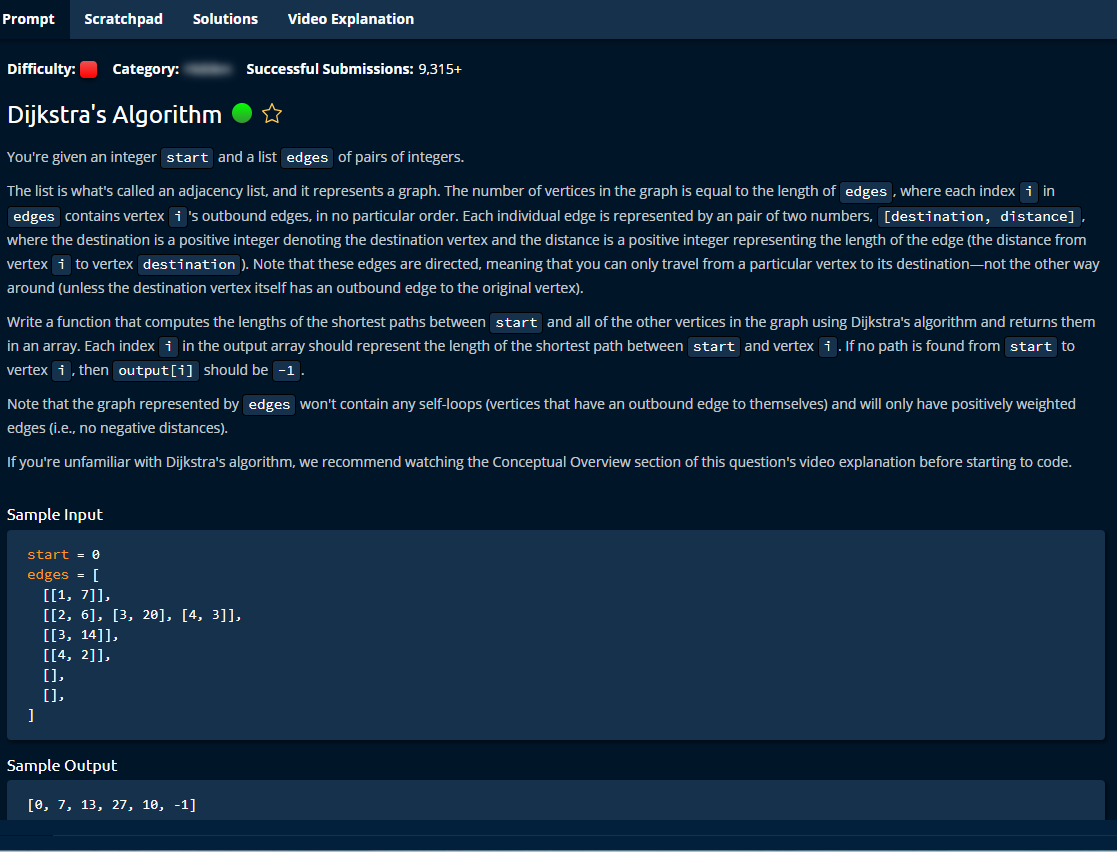 Prompt Scratchpad Solutions Video Explanation
Difficulty: Category: Successful Submissions: 9,315+
Dijkstra's Algorithm
You're given an integer start and a list edges of pairs of integers.
The list is what's called an adjacency list, and it represents a graph. The number of vertices in the graph is equal to the length of edges, where each index i in
edges contains vertex i's outbound edges, in no particular order. Each individual edge is represented by an pair of two numbers, [destination, distance],
where the destination is a positive integer denoting the destination vertex and the distance is a positive integer representing the length of the edge (the distance from
vertex i to vertex destination). Note that these edges are directed, meaning that you can only travel from a particular vertex to its destination—not the other way
around (unless the destination vertex itself has an outbound edge to the original vertex).
Write a function that computes the lengths of the shortest paths between start and all of the other vertices in the graph using Dijkstra's algorithm and returns them
in an array. Each index i in the output array should represent the length of the shortest path between start and vertex i. If no path is found from start to
vertex i, then output[i] should be -1.
Note that the graph represented by edges won't contain any self-loops (vertices that have an outbound edge to themselves) and will only have positively weighted
edges (i.e., no negative distances).
If you're unfamiliar with Dijkstra's algorithm, we recommend watching the Conceptual Overview section of this question's video explanation before starting to code.
Sample Input
start = 0
edges = [
[[1, 7]],
[[2, 6], [3, 20], [4, 3]],
[[3, 14]],
[[4, 2]],
[],
[],
]
Sample Output
[0, 7, 13, 27, 10, -1]